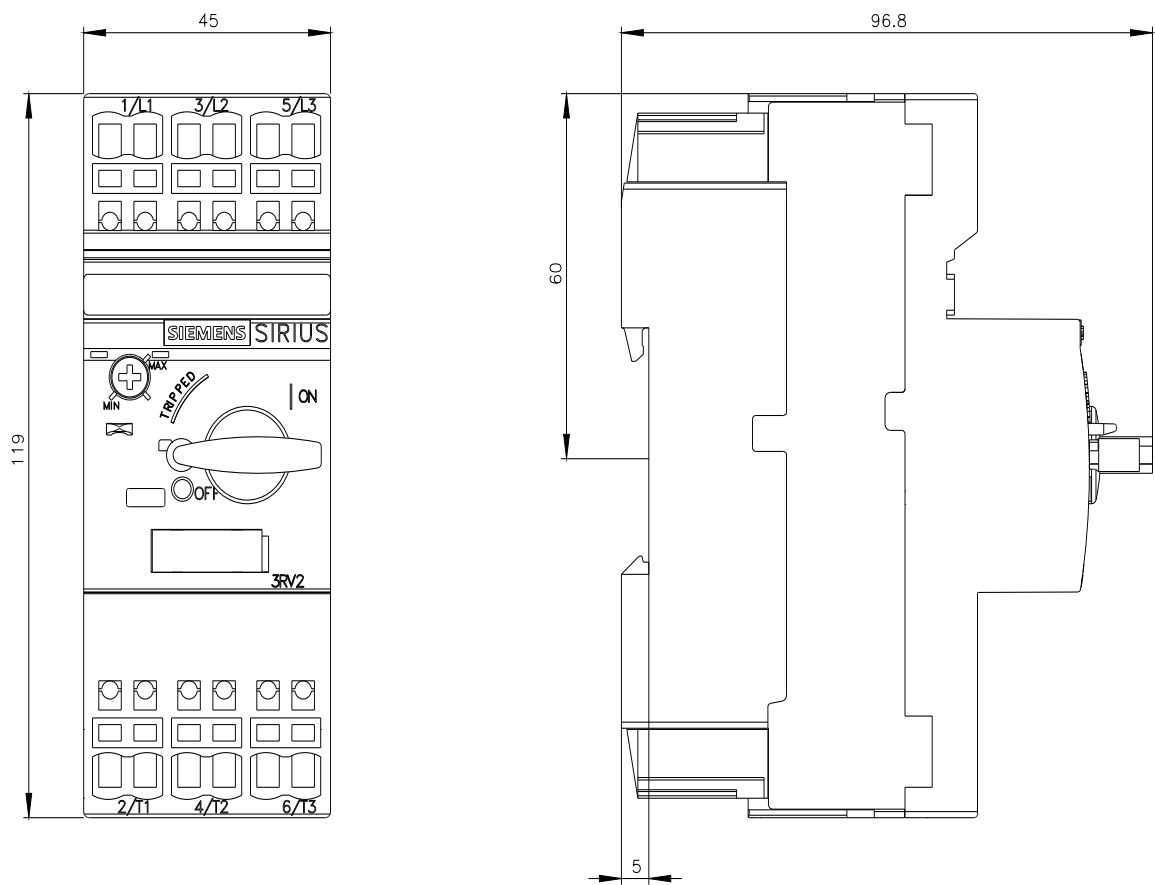 45
96.8
1/L1 3/L2 5/L3
60
SIEMENS SIRIUS
MAX
MIN
TRIPPED
ON
119
OFF
3RV2
2/T1 4/T2 6/T3
5